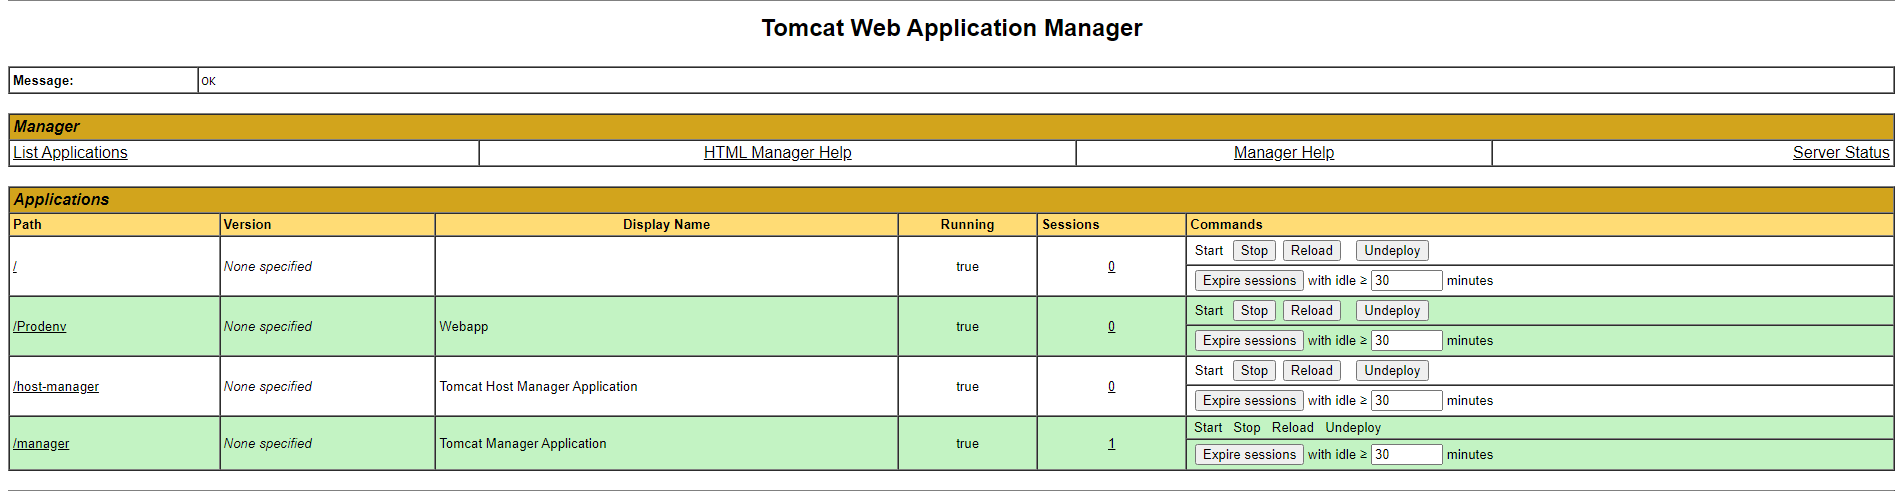 Tomcat Web Application Manager
Message: OK
Manager
List Applications HTML Manager Help Manager Help Server Status
Applications
Path Version Display Name Running Sessions Commands
/ None specified true 0 Start Stop Reload Undeploy
Expire sessions with idle ≥ 30 minutes
/Prodenv None specified Webapp true 0 Start Stop Reload Undeploy
Expire sessions with idle ≥ 30 minutes
/host-manager None specified Tomcat Host Manager Application true 0 Start Stop Reload Undeploy
Expire sessions with idle ≥ 30 minutes
/manager None specified Tomcat Manager Application true 1 Start Stop Reload Undeploy
Expire sessions with idle ≥ 30 minutes